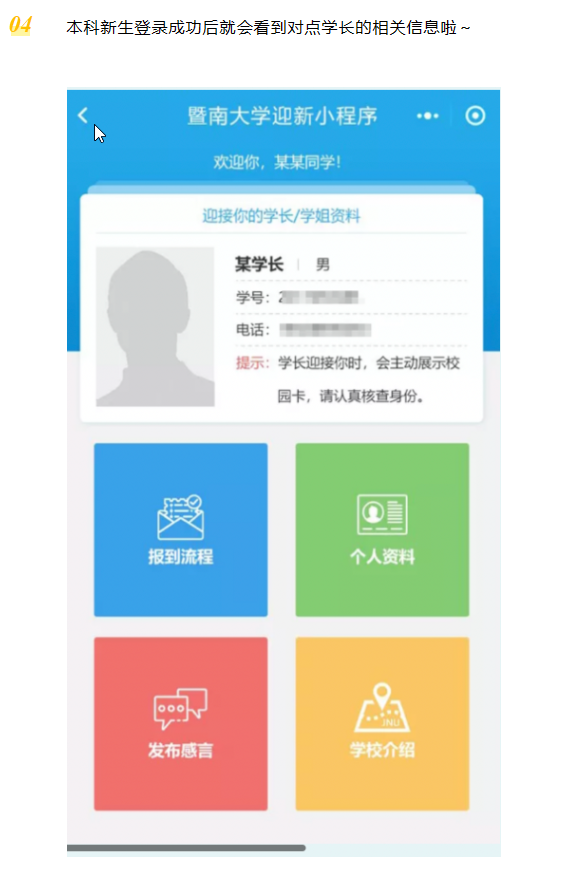 04 本科新生登录成功后就会看到对点学长的相关信息啦~
暨南大学迎新小程序
欢迎你，某某同学！
迎接你的学长/学姐资料
某学长 | 男
学号：2
电话：
提示：学长迎接你时，会主动展示校
园卡，请认真核查身份。
报到流程 个人资料
JNU
发布感言 学校介绍